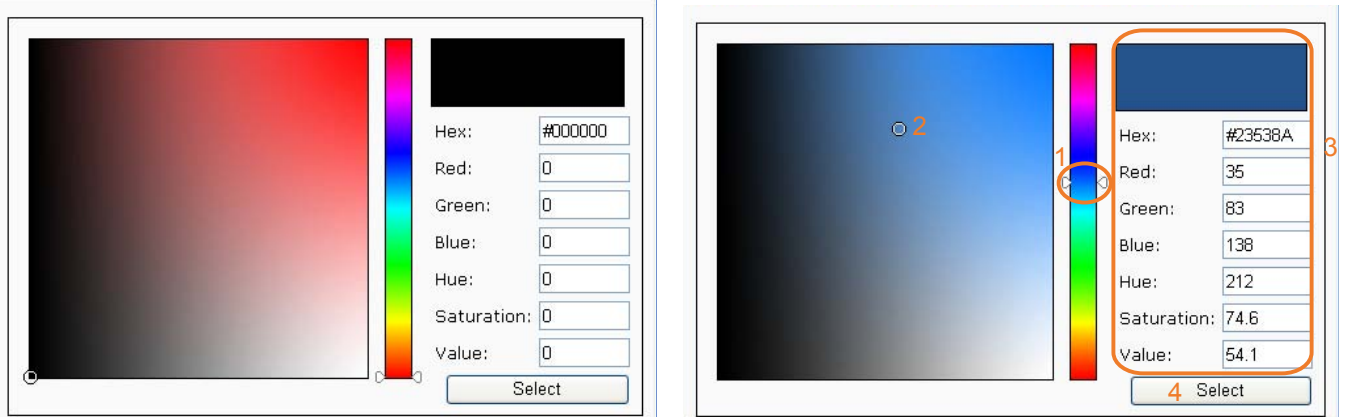 Hex: #000000
Red: 0
Green: 0
Blue: 0
Hue: 0
Saturation: 0
Value: 0
Select
2
1
3
Hex: #23538A
Red: 35
Green: 83
Blue: 138
Hue: 212
Saturation: 74.6
Value: 54.1
4 Select